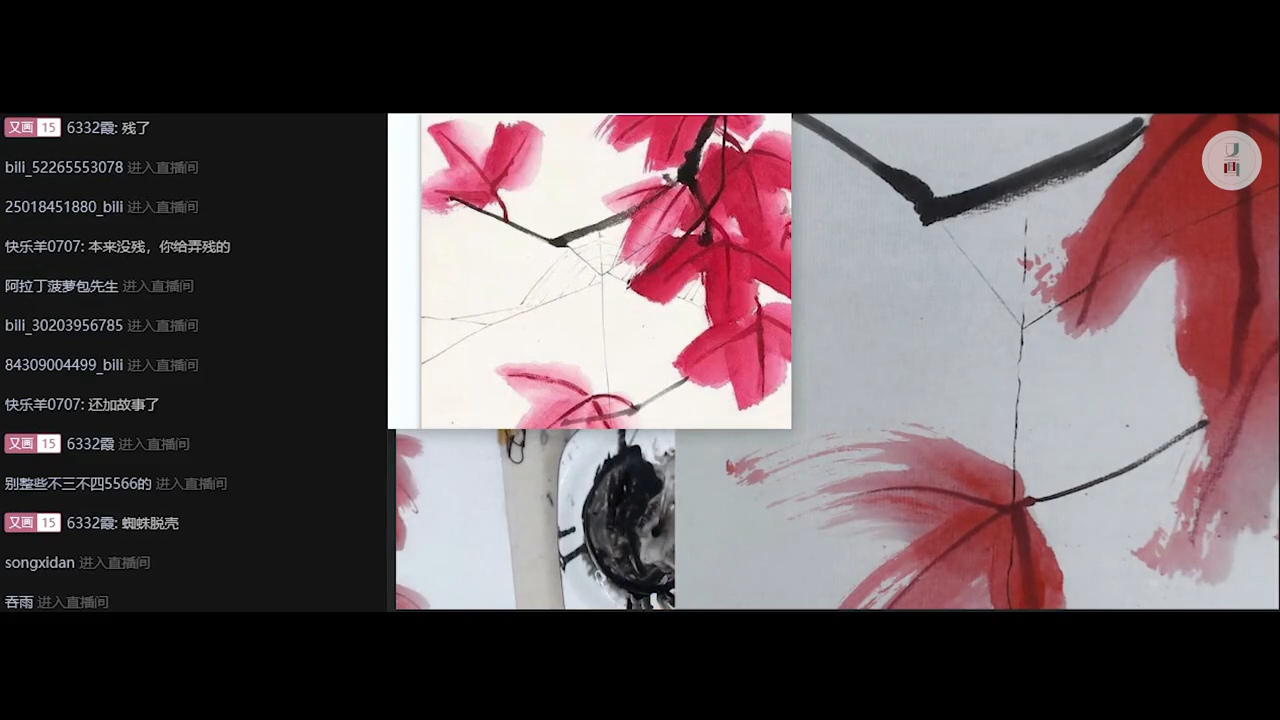 又画 15 6332霞: 残了
bili_52265553078 进入直播间
25018451880_bili 进入直播间
快乐羊0707: 本来没残，你给弄残的
阿拉丁菠萝包先生 进入直播间
bili_30203956785 进入直播间
84309004499_bili 进入直播间
快乐羊0707: 还加故事了
又画 15 6332霞 进入直播间
别整些不三不四5566的 进入直播间
又画 15 6332霞: 蜘蛛脱壳
songxidan 进入直播间
吞雨 进入直播间